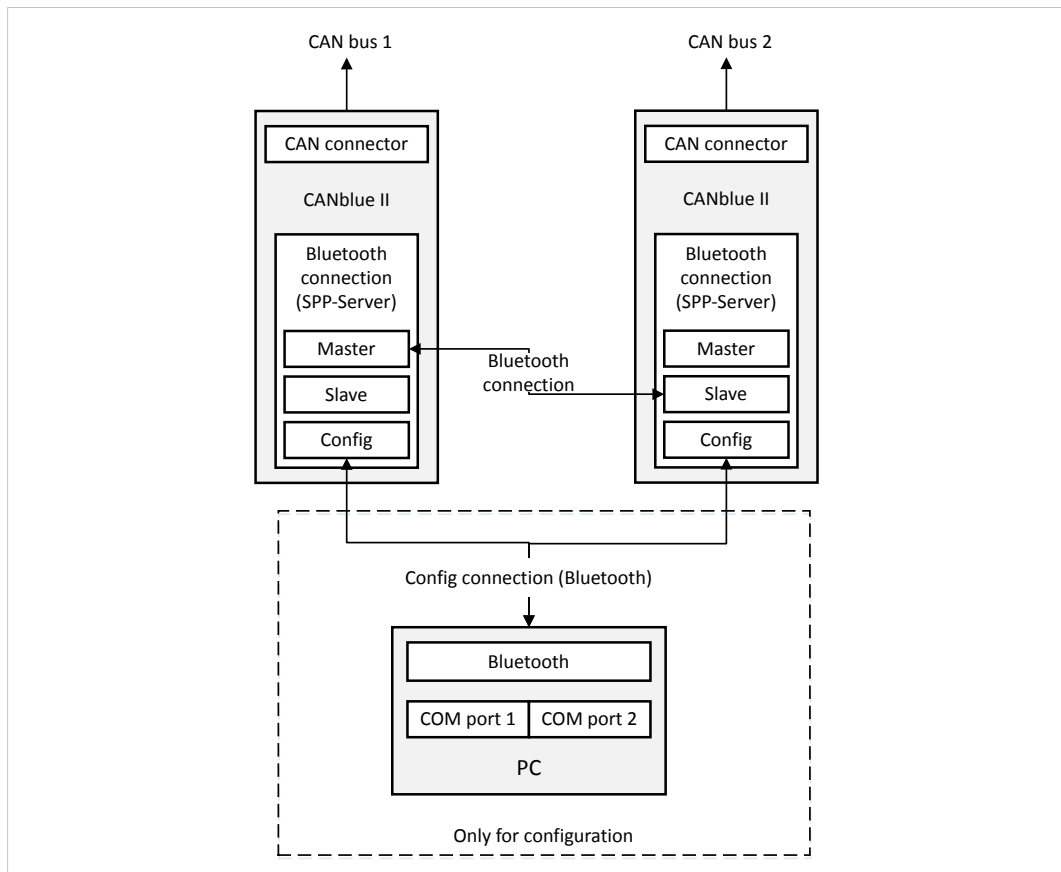 CAN bus 1
CAN bus 2
CAN connector
CANblue II
Bluetooth
connection
(SPP-Server)
Master
Slave
Config
CAN connector
CANblue II
Bluetooth
connection
(SPP-Server)
Master
Slave
Config
Bluetooth
connection
Config connection (Bluetooth)
Bluetooth
COM port 1
COM port 2
PC
Only for configuration